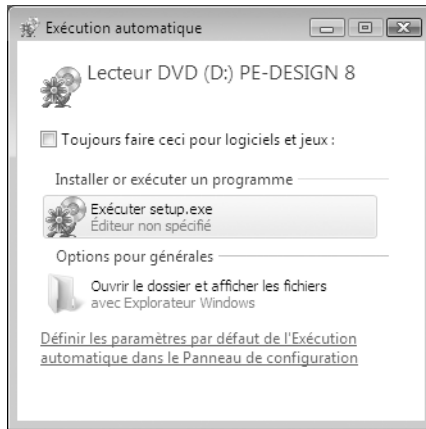 Exécution automatique
Lecteur DVD (D:) PE-DESIGN 8
Toujours faire ceci pour logiciels et jeux :
Installer or exécuter un programme
Exécuter setup.exe
Éditeur non spécifié
Options pour générales
Ouvrir le dossier et afficher les fichiers
avec Explorateur Windows
Définir les paramètres par défaut de l'Exécution
automatique dans le Panneau de configuration